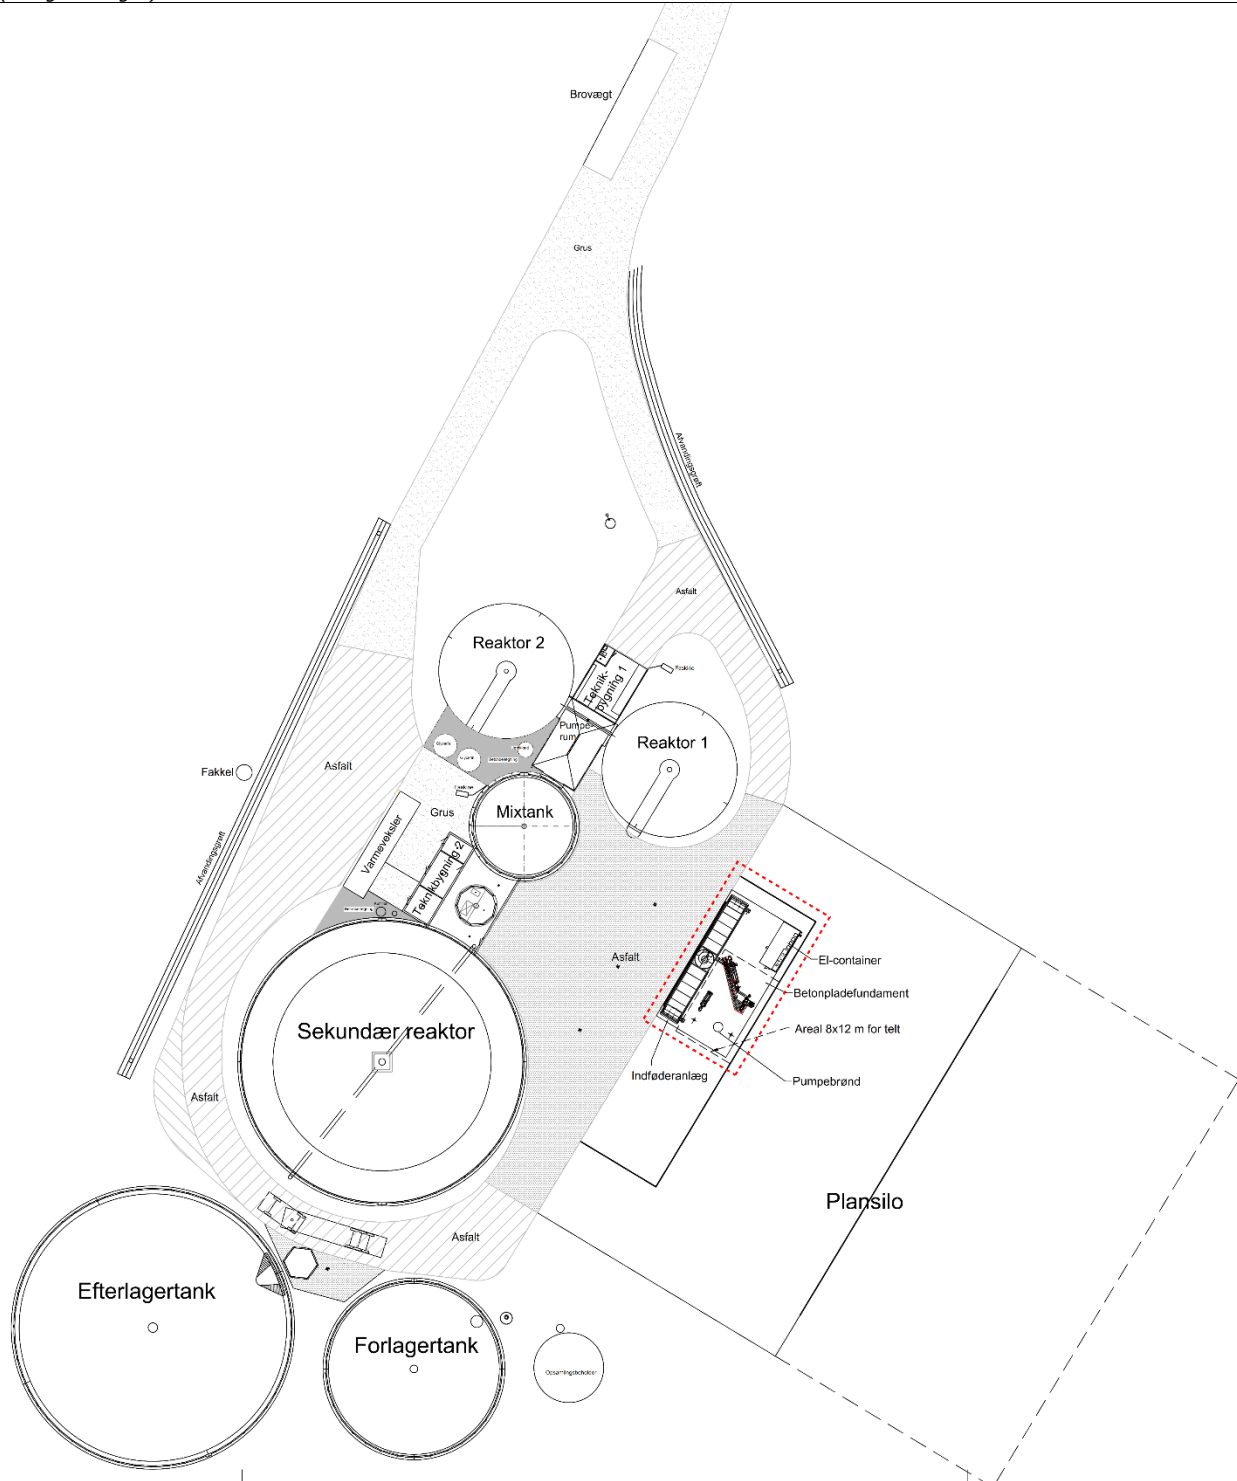 Brovægt
Grus
Afvandingsgrøft
Asfalt
Reaktor 2
Teknik-
bygning 1
Faskine
Pumpe-
rum
Reaktor 1
Fakkel
Asfalt
Grus
Mixtank
Varmeveksler
Teknikbygning 2
Afvandingsgrøft
Asfalt
El-container
Betonpladefundament
Areal 8x12 m for telt
Indføderanlæg
Pumpebrønd
Sekundær reaktor
Asfalt
Plansilo
Asfalt
Efterlagertank
Forlagertank
Opsamlingsbeholder